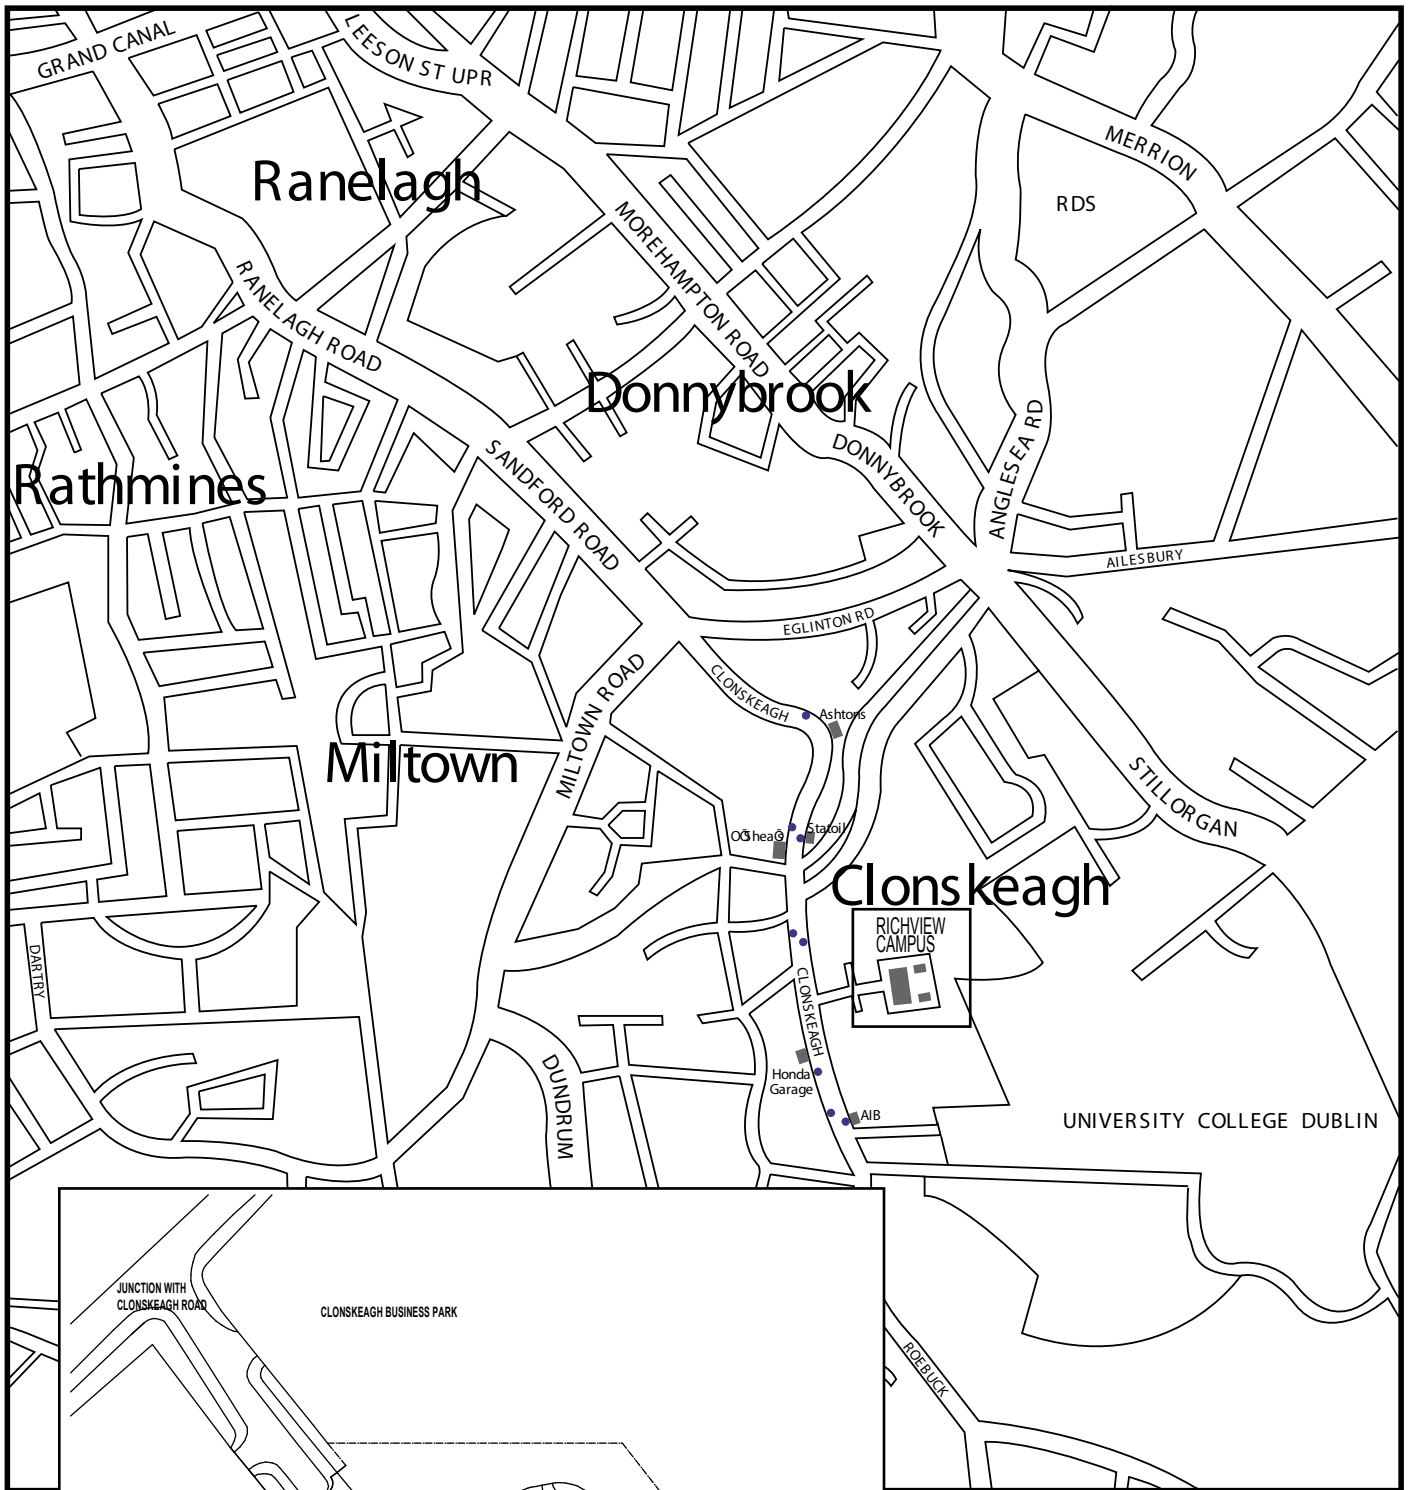 GRAND CANAL
LEESON ST UPR
MERRION
Ranelagh
RDS
MOREHAMPTON ROAD
RANELAGH ROAD
Donnybrook
ANGLESEA RD
DONNYBROOK
SANDFORD ROAD
Rathmines
AILESBURY
EGLINTON RD
MILTOWN ROAD
CLONSKEAGH
Ashtons
Miltown
STILLORGAN
Statoil
Clonskeagh
RICHVIEW
CAMPUS
DARTRY
CLONSKEAGH
DUNDRUM
Honda
Garage
AIB
UNIVERSITY COLLEGE DUBLIN
JUNCTION WITH
CLONSKEAGH ROAD
CLONSKEAGH BUSINESS PARK
ROEBUCK